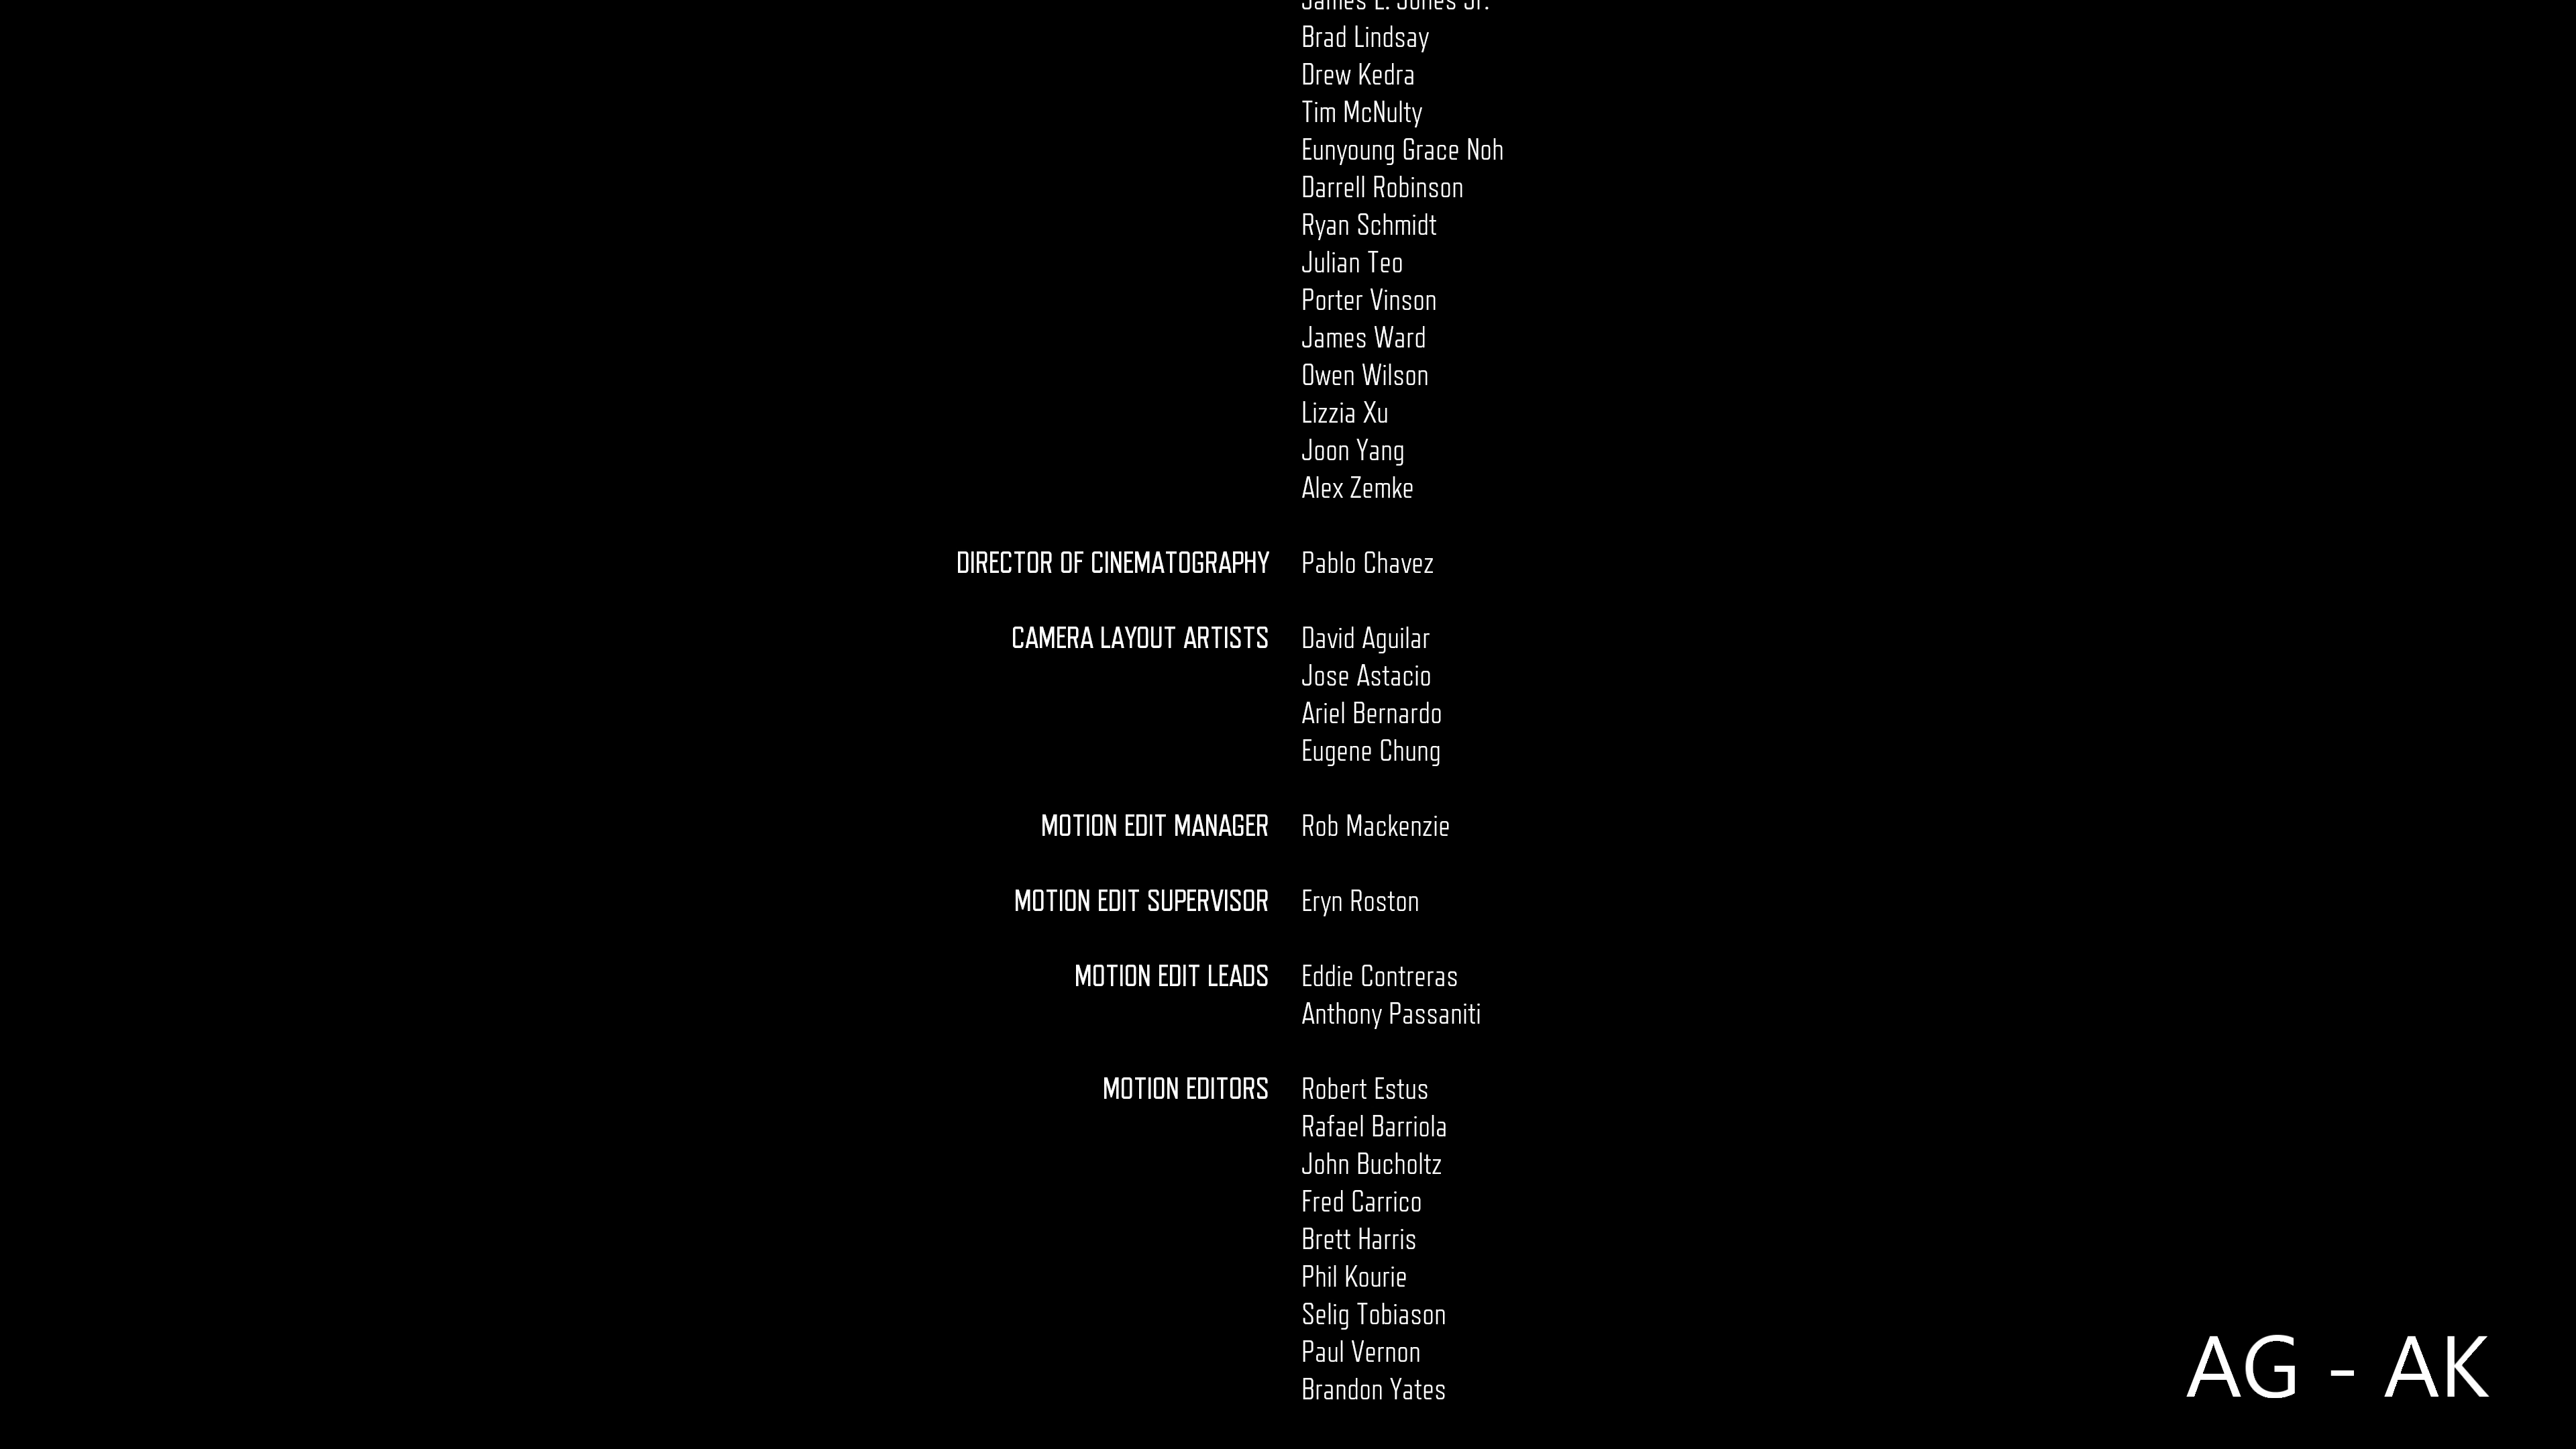 James L. Jones Jr.
Brad Lindsay
Drew Kedra
Tim McNulty
Eunyoung Grace Noh
Darrell Robinson
Ryan Schmidt
Julian Teo
Porter Vinson
James Ward
Owen Wilson
Lizzia Xu
Joon Yang
Alex Zemke
DIRECTOR OF CINEMATOGRAPHY Pablo Chavez
CAMERA LAYOUT ARTISTS David Aguilar
Jose Astacio
Ariel Bernardo
Eugene Chung
MOTION EDIT MANAGER Rob Mackenzie
MOTION EDIT SUPERVISOR Eryn Roston
MOTION EDIT LEADS Eddie Contreras
Anthony Passaniti
MOTION EDITORS Robert Estus
Rafael Barriola
John Bucholtz
Fred Carrico
Brett Harris
Phil Kourie
Selig Tobiason
Paul Vernon
Brandon Yates
AG - AK